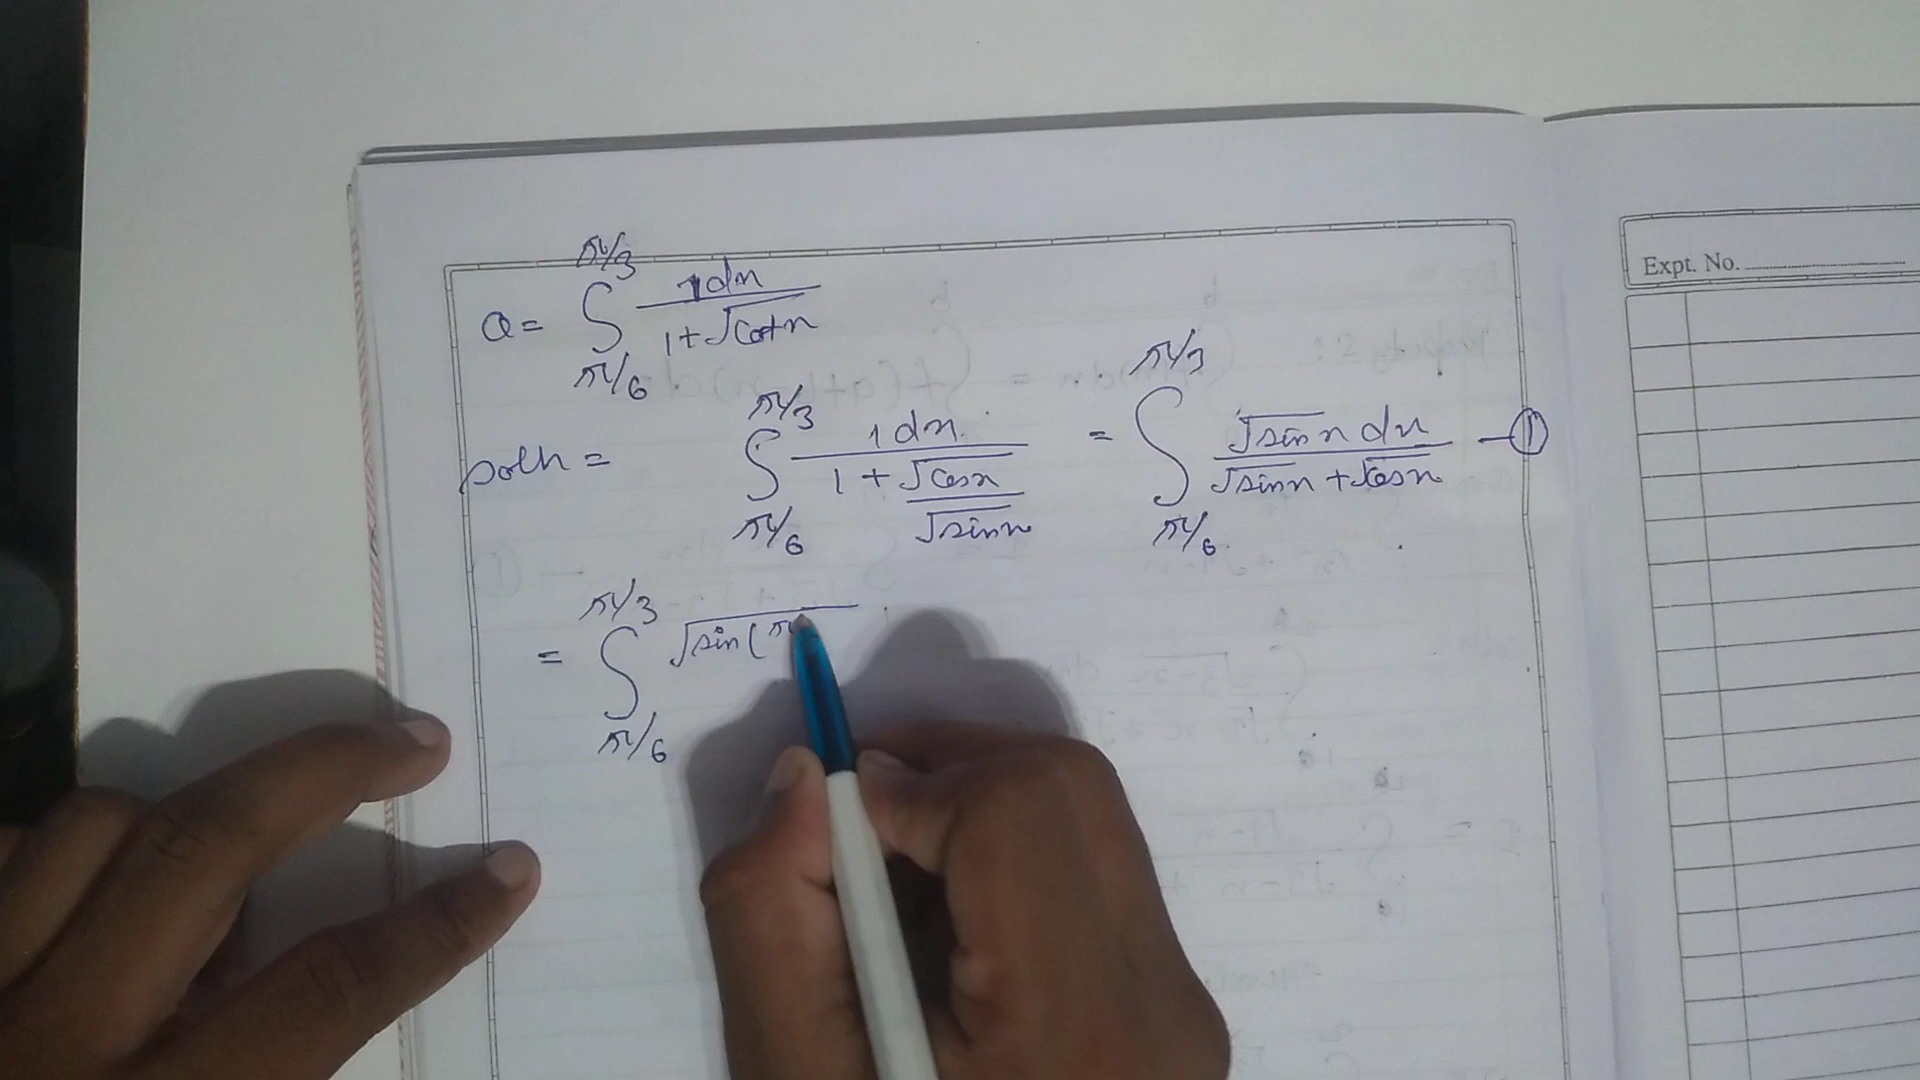 Q = ∫_{π/6}^{π/3} 1dx / (1+√cotx)
soln = ∫_{π/6}^{π/3} 1dx / (1 + √cosx/√sinx) = ∫_{π/6}^{π/3} √sinx dx / (√sinx + √cosx) — ①
= ∫_{π/6}^{π/3} √sin(π
Expt. No.